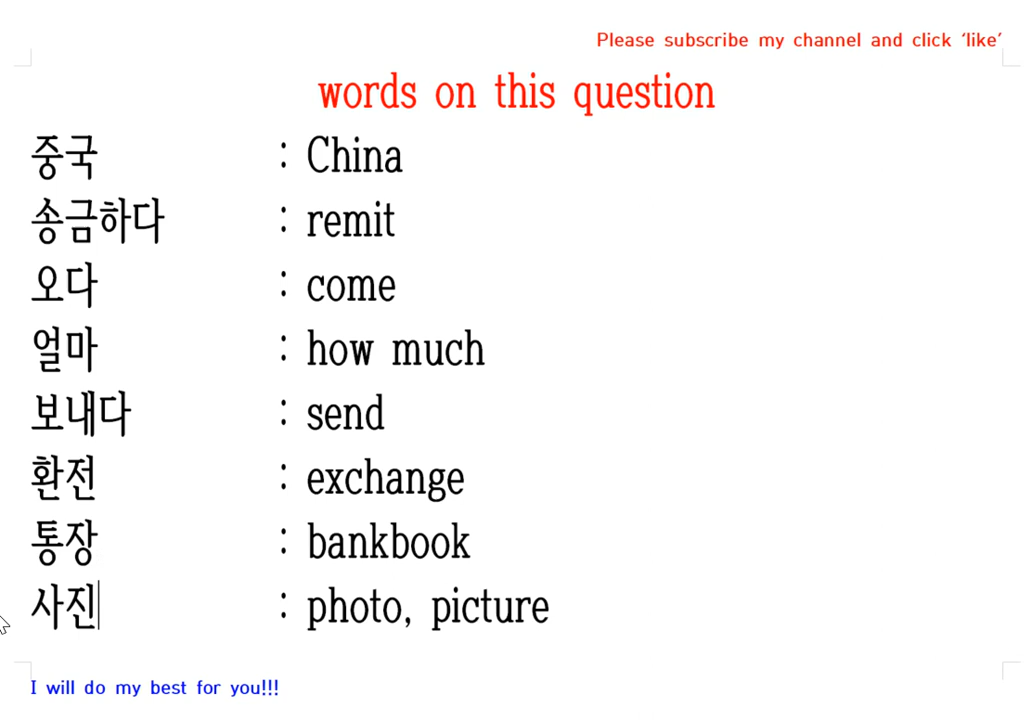 Please subscribe my channel and click 'like'
words on this question
중국 : China
송금하다 : remit
오다 : come
얼마 : how much
보내다 : send
환전 : exchange
통장 : bankbook
사진 : photo, picture
I will do my best for you!!!